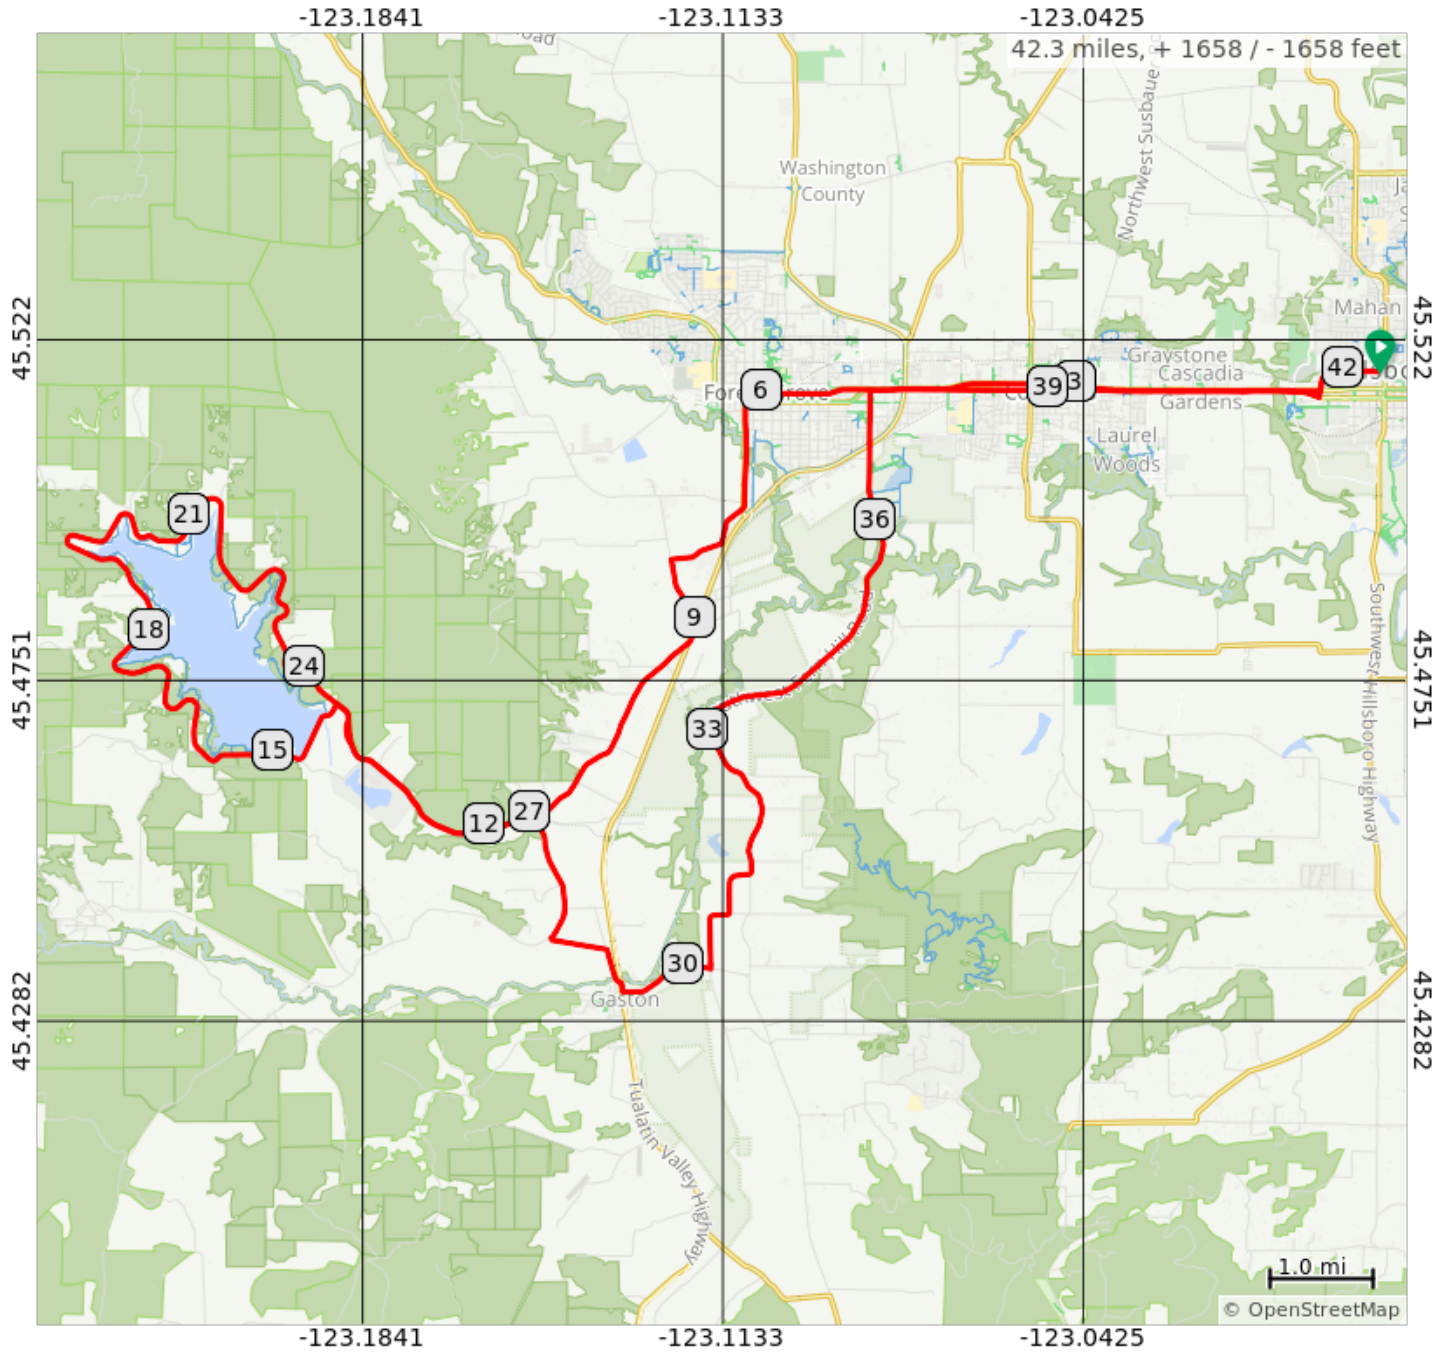 -123.1841
-123.1133
-123.0425
42.3 miles, + 1658 / - 1658 feet
Washington
County
Northwest Susbauer
Mahan
45.522
45.522
Graystone
Cascadia
Gardens
42
6
39
3
Laurel
Woods
36
21
18
9
24
Southwest Hillsboro Highway
45.4751
45.4751
33
15
27
12
30
Gaston
45.4282
45.4282
Tualatin Valley Highway
1.0 mi
© OpenStreetMap
-123.1841
-123.1133
-123.0425